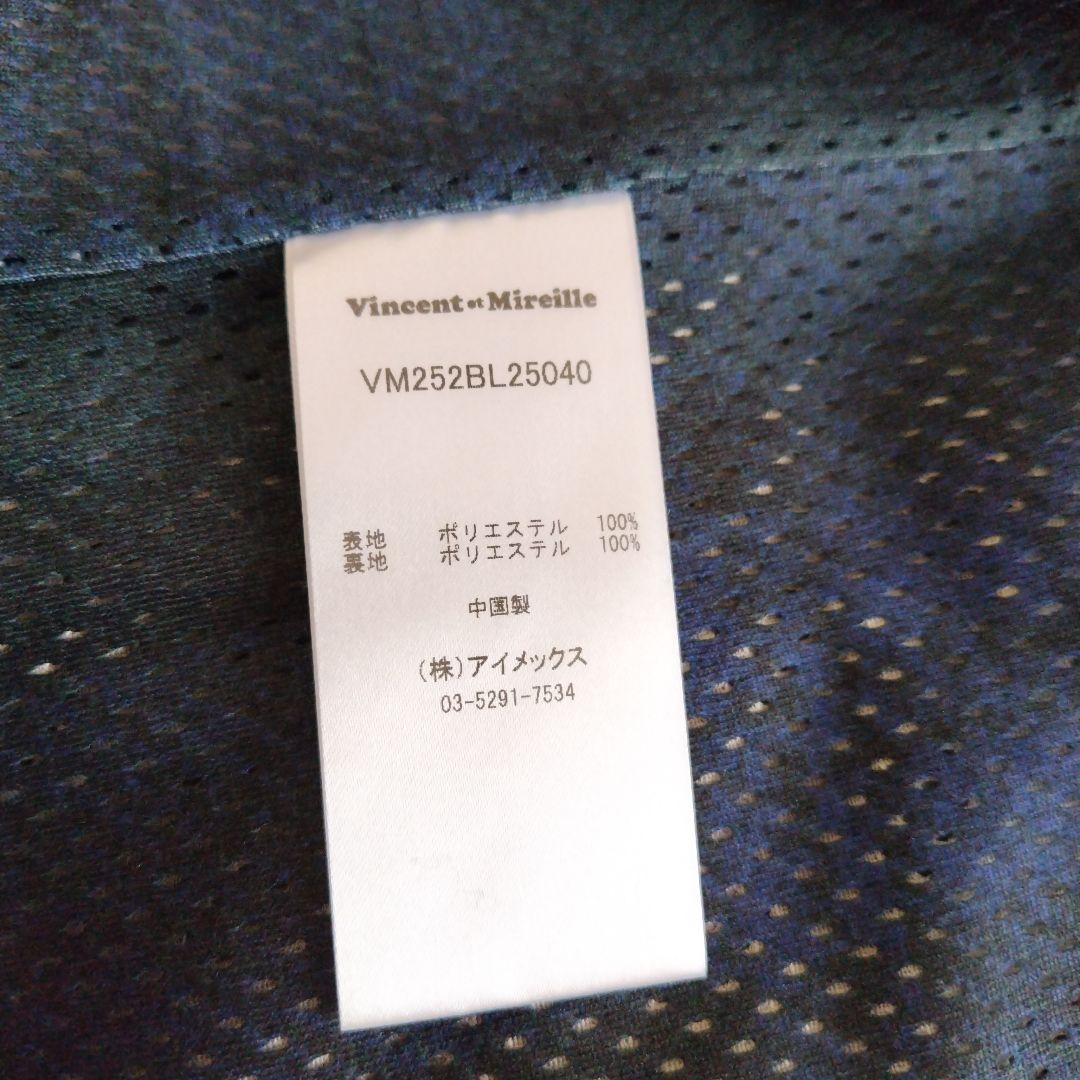 Vincent et Mireille
VM252BL25040
表地 ポリエステル 100%
裏地 ポリエステル 100%
中国製
(株)アイメックス
03-5291-7534